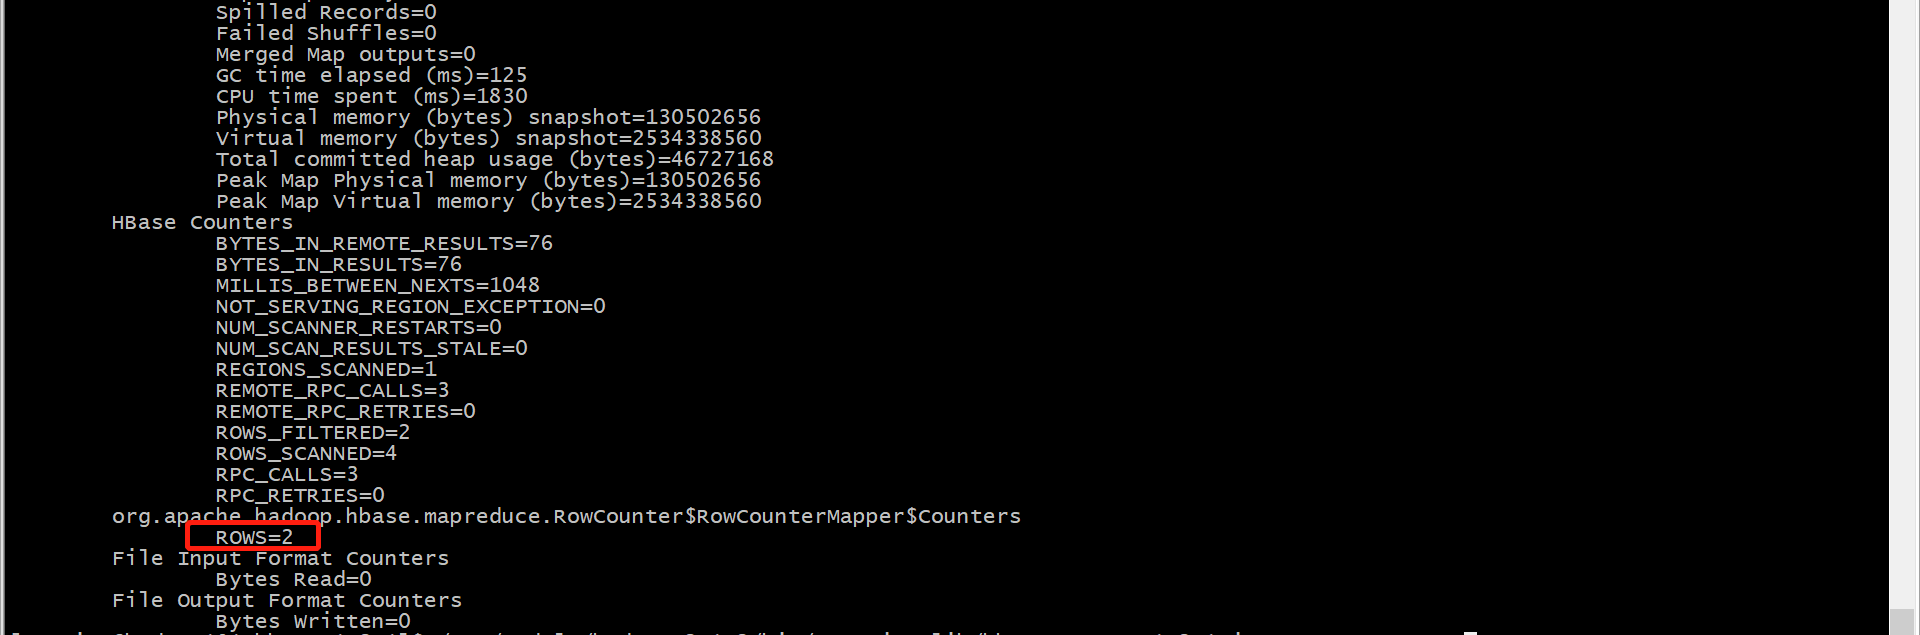 Spilled Records=0
Failed Shuffles=0
Merged Map outputs=0
GC time elapsed (ms)=125
CPU time spent (ms)=1830
Physical memory (bytes) snapshot=130502656
Virtual memory (bytes) snapshot=2534338560
Total committed heap usage (bytes)=46727168
Peak Map Physical memory (bytes)=130502656
Peak Map Virtual memory (bytes)=2534338560
HBase Counters
BYTES_IN_REMOTE_RESULTS=76
BYTES_IN_RESULTS=76
MILLIS_BETWEEN_NEXTS=1048
NOT_SERVING_REGION_EXCEPTION=0
NUM_SCANNER_RESTARTS=0
NUM_SCAN_RESULTS_STALE=0
REGIONS_SCANNED=1
REMOTE_RPC_CALLS=3
REMOTE_RPC_RETRIES=0
ROWS_FILTERED=2
ROWS_SCANNED=4
RPC_CALLS=3
RPC_RETRIES=0
org.apache.hadoop.hbase.mapreduce.RowCounter$RowCounterMapper$Counters
ROWS=2
File Input Format Counters
Bytes Read=0
File Output Format Counters
Bytes Written=0